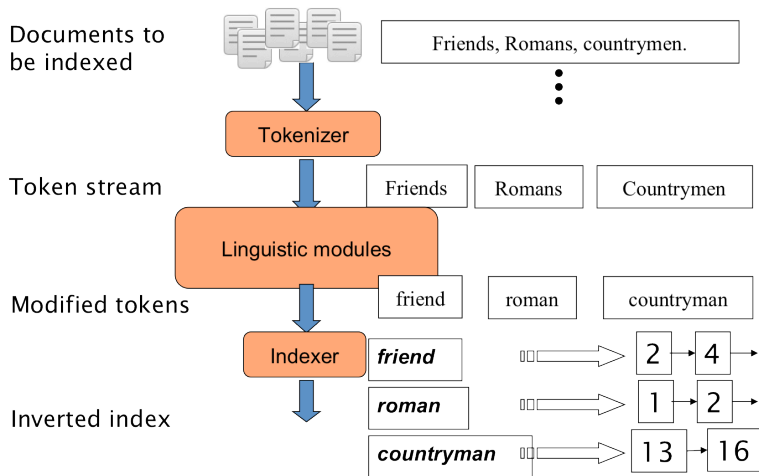 Documents to
be indexed
Friends, Romans, countrymen.
Tokenizer
Token stream
Friends
Romans
Countrymen
Linguistic modules
Modified tokens
friend
roman
countryman
Indexer
friend
2
4
Inverted index
roman
1
2
countryman
13
16